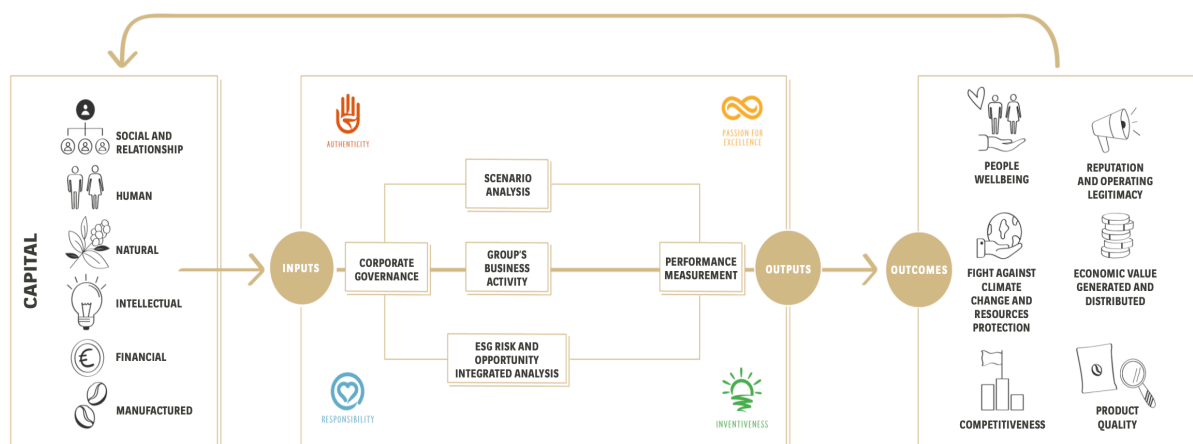 CAPITAL
SOCIAL AND
RELATIONSHIP
HUMAN
NATURAL
INTELLECTUAL
€
FINANCIAL
MANUFACTURED
AUTHENTICITY
PASSION FOR
EXCELLENCE
INPUTS
CORPORATE
GOVERNANCE
SCENARIO
ANALYSIS
GROUP'S
BUSINESS
ACTIVITY
ESG RISK AND
OPPORTUNITY
INTEGRATED ANALYSIS
PERFORMANCE
MEASUREMENT
OUTPUTS
RESPONSIBILITY
INVENTIVENESS
OUTCOMES
PEOPLE
WELLBEING
REPUTATION
AND OPERATING
LEGITIMACY
FIGHT AGAINST
CLIMATE
CHANGE AND
RESOURCES
PROTECTION
ECONOMIC VALUE
GENERATED AND
DISTRIBUTED
COMPETITIVENESS
PRODUCT
QUALITY